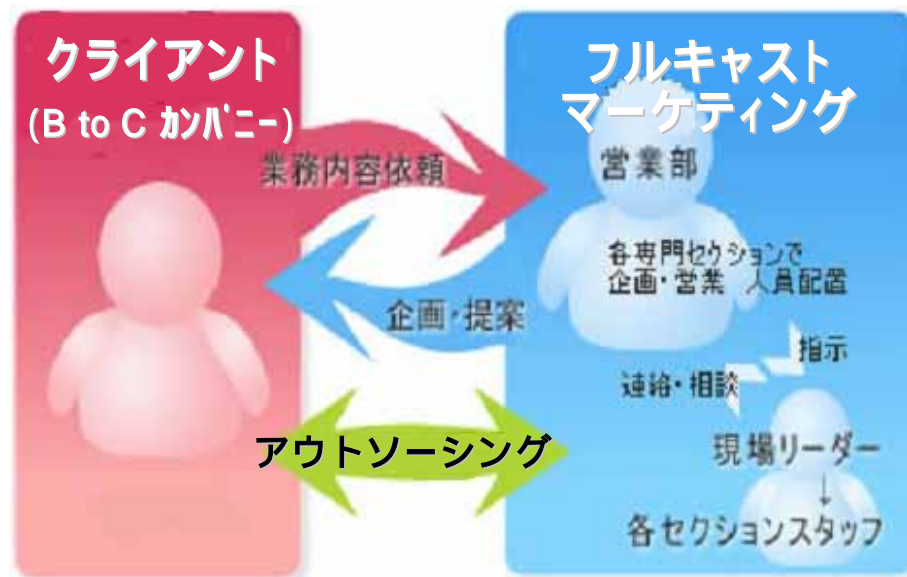 クライアント
(B to C カンパニー)
フルキャスト
マーケティング
営業部
業務内容依頼
各専門セクションで
企画・営業 人員配置
企画・提案
指示
連絡・相談
アウトソーシング
現場リーダー
↓
各セクションスタッフ